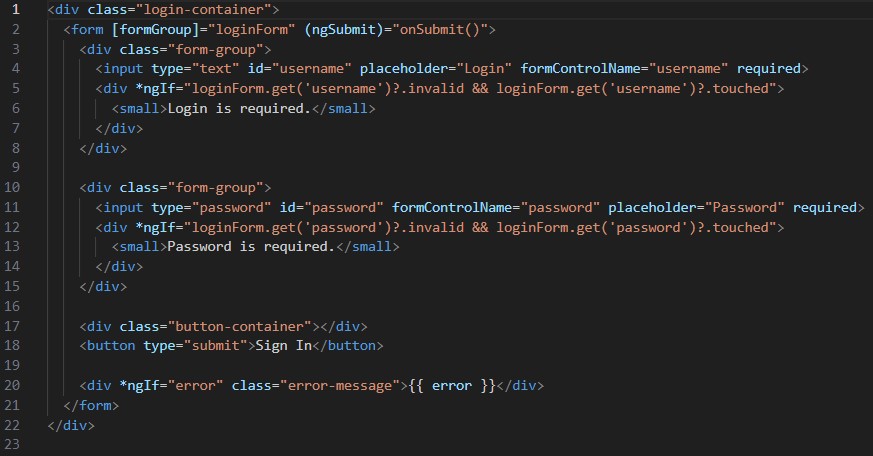 1 <div class="login-container">
2   <form [formGroup]="loginForm" (ngSubmit)="onSubmit()">
3     <div class="form-group">
4       <input type="text" id="username" placeholder="Login" formControlName="username" required>
5       <div *ngIf="loginForm.get('username')?.invalid && loginForm.get('username')?.touched">
6         <small>Login is required.</small>
7       </div>
8     </div>
9
10     <div class="form-group">
11       <input type="password" id="password" formControlName="password" placeholder="Password" required>
12       <div *ngIf="loginForm.get('password')?.invalid && loginForm.get('password')?.touched">
13         <small>Password is required.</small>
14       </div>
15     </div>
16
17     <div class="button-container"></div>
18     <button type="submit">Sign In</button>
19
20     <div *ngIf="error" class="error-message">{{ error }}</div>
21   </form>
22 </div>
23